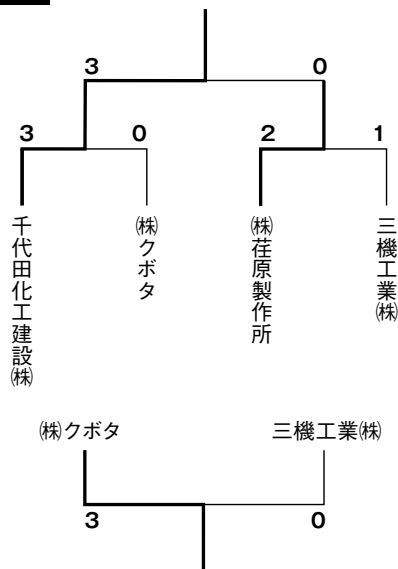 3 0
3 0 2 1
千代田化工建設㈱
㈱クボタ
㈱荏原製作所
三機工業㈱
㈱クボタ 三機工業㈱
3 0